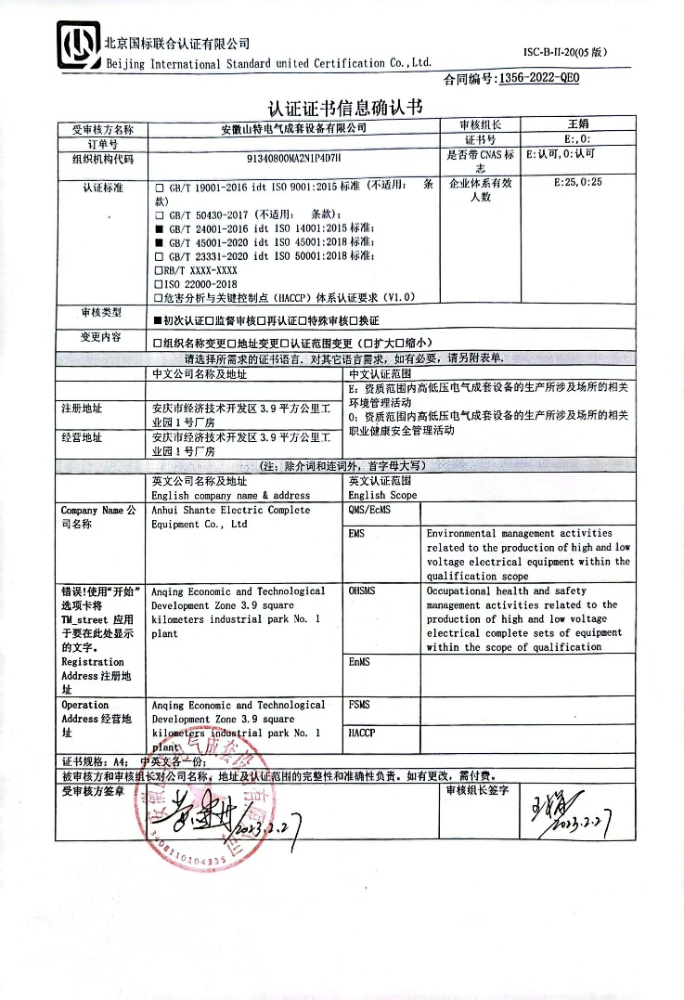 北京国标联合认证有限公司
Beijing International Standard united Certification Co.,Ltd.
ISC-B-II-20(05 版)
合同编号:1356-2022-QEO
认证证书信息确认书
受审核方名称 安徽山特电气成套设备有限公司 审核组长 王娟
订单号 证书号 E:,O:
组织机构代码 91340800MA2N1P4D7H 是否带 CNAS 标 E:认可,O:认可
志
认证标准 □ GB/T 19001-2016 idt ISO 9001:2015 标准 (不适用: 条 企业体系有效 E:25,O:25
款) 人数
□ GB/T 50430-2017 (不适用: 条款);
■ GB/T 24001-2016 idt ISO 14001:2015 标准;
■ GB/T 45001-2020 idt ISO 45001:2018 标准;
□ GB/T 23331-2020 idt ISO 50001:2018 标准;
□RB/T XXXX-XXXX
□ISO 22000-2018
□危害分析与关键控制点 (HACCP) 体系认证要求 (V1.0)
审核类型 ■初次认证□监督审核□再认证□特殊审核□换证
变更内容 □组织名称变更□地址变更□认证范围变更 (□扩大□缩小)
请选择所需求的证书语言. 对其它语言需求, 如有必要, 请另附表单.
中文公司名称及地址 中文认证范围
E: 资质范围内高低压电气成套设备的生产所涉及场所的相关
环境管理活动
O: 资质范围内高低压电气成套设备的生产所涉及场所的相关
职业健康安全管理活动
注册地址 安庆市经济技术开发区 3.9 平方公里工
业园 1 号厂房
经营地址 安庆市经济技术开发区 3.9 平方公里工
业园 1 号厂房
(注: 除介词和连词外, 首字母大写)
英文公司名称及地址 英文认证范围
English company name & address English Scope
Company Name 公 Anhui Shante Electric Complete QMS/EcMS
司名称 Equipment Co., Ltd
EMS Environmental management activities
related to the production of high and low
voltage electrical equipment within the
qualification scope
错误!使用“开始” Anqing Economic and Technological OHSMS Occupational health and safety
选项卡将 Development Zone 3.9 square management activities related to the
TM_street 应用 kilometers industrial park No. 1 production of high and low voltage
于要在此处显示 plant electrical complete sets of equipment
的文字。 within the scope of qualification
Registration EnMS
Address 注册地
址
Operation Anqing Economic and Technological FSMS
Address 经营地 Development Zone 3.9 square
址 kilometers industrial park No. 1 HACCP
plant
证书规格: A4; 中英文各一份;
被审核方和审核组长对公司名称, 地址及认证范围的完整性和准确性负责。如有更改, 需付费。
受审核方签章 2023.2.27 审核组长签字 王娟 2023.2.27
3408110104335